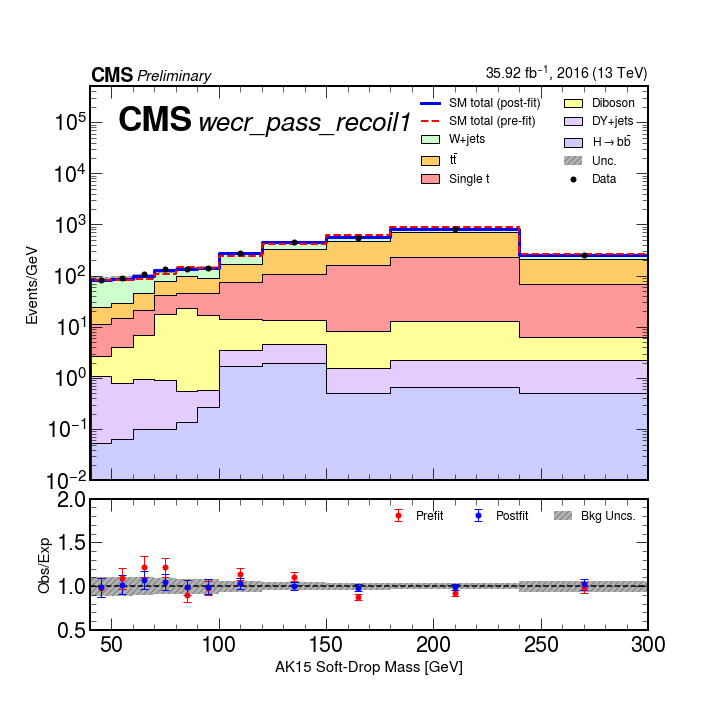 CMS Preliminary
35.92 fb⁻¹, 2016 (13 TeV)
CMS wecr_pass_recoil1
SM total (post-fit)
SM total (pre-fit)
W+jets
tt̄
Single t
Diboson
DY+jets
H→bb̄
Unc.
Data
Events/GeV
10⁵
10⁴
10³
10²
10¹
10⁰
10⁻¹
10⁻²
Prefit
Postfit
Bkg Uncs.
Obs/Exp
2.0
1.5
1.0
0.5
50 100 150 200 250 300
AK15 Soft-Drop Mass [GeV]